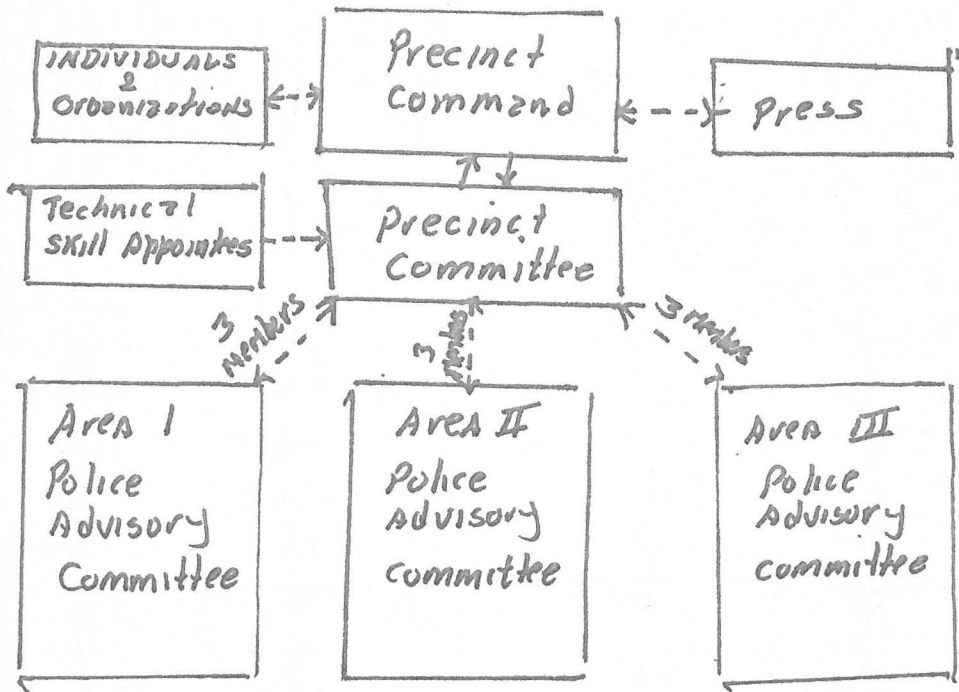 INDIVIDUALS
&
Organizations
Precinct
Command
Press
Technical
Skill Appointees
Precinct
Committee
3
Members
3
Members
3 Members
Area I
Police
Advisory
Committee
Area II
Police
Advisory
Committee
Area III
Police
Advisory
Committee